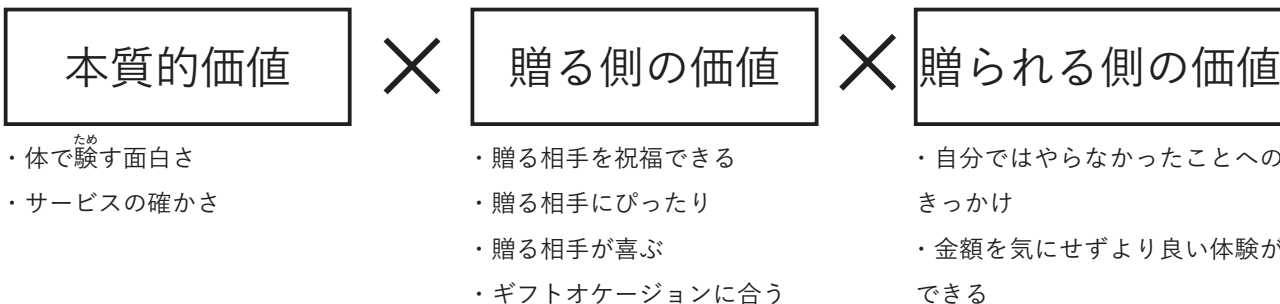 本質的価値 × 贈る側の価値 × 贈られる側の価値
ため
・体で験す面白さ
・サービスの確かさ
・贈る相手を祝福できる
・贈る相手にぴったり
・贈る相手が喜ぶ
・ギフトオケージョンに合う
・自分ではやらなかったことへの
きっかけ
・金額を気にせずより良い体験が
できる